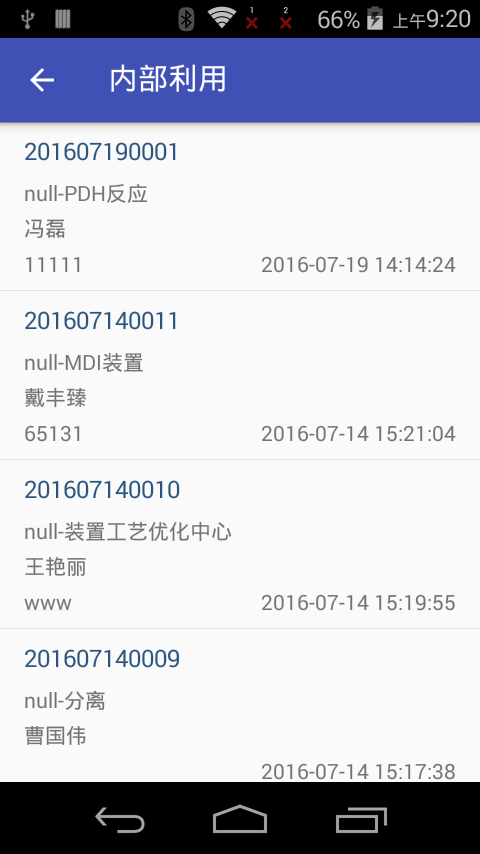 1 2 66% 上午9:20
内部利用
201607190001
null-PDH反应
冯磊
11111 2016-07-19 14:14:24
201607140011
null-MDI装置
戴丰臻
65131 2016-07-14 15:21:04
201607140010
null-装置工艺优化中心
王艳丽
www 2016-07-14 15:19:55
201607140009
null-分离
曹国伟
2016-07-14 15:17:38